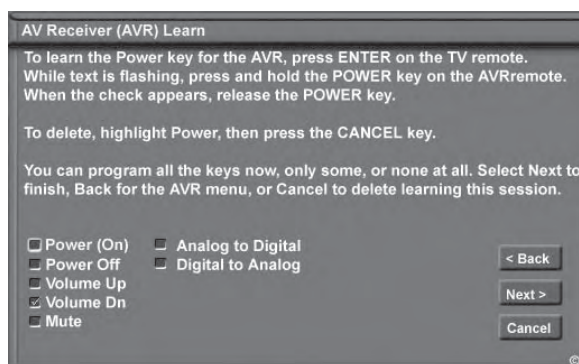 AV Receiver (AVR) Learn
To learn the Power key for the AVR, press ENTER on the TV remote.
While text is flashing, press and hold the POWER key on the AVRremote.
When the check appears, release the POWER key.
To delete, highlight Power, then press the CANCEL key.
You can program all the keys now, only some, or none at all. Select Next to
finish, Back for the AVR menu, or Cancel to delete learning this session.
Power (On)
Power Off
Volume Up
Volume Dn
Mute
Analog to Digital
Digital to Analog
< Back
Next >
Cancel
©